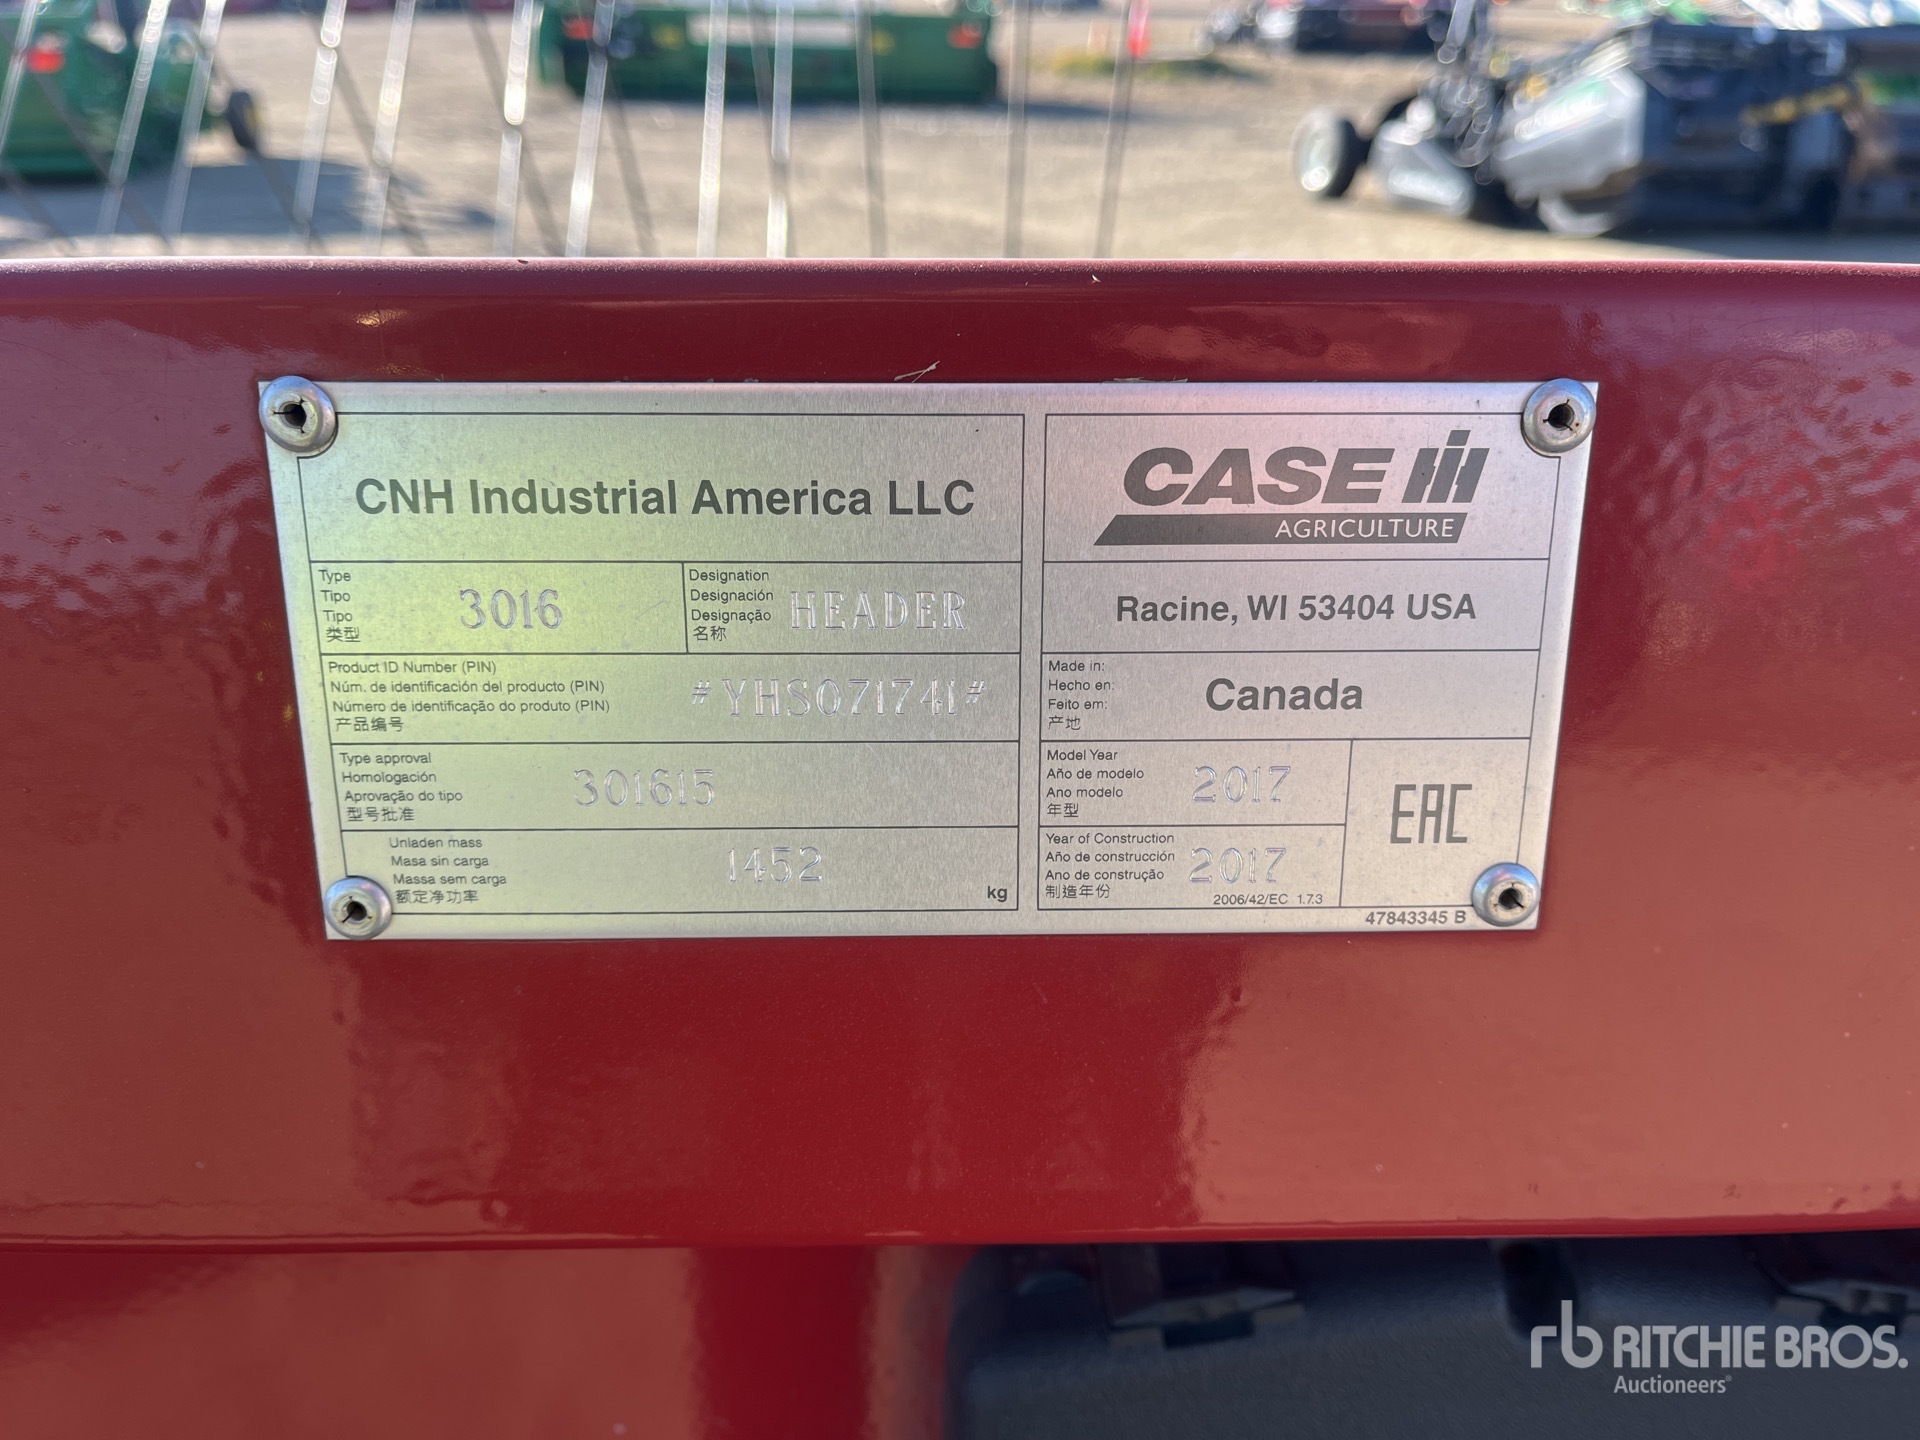 CNH Industrial America LLC
Type
Tipo
Tipo
类型
3016
Designation
Designación
Designação
名称
HEADER
Product ID Number (PIN)
Núm. de identificación del producto (PIN)
Número de identificação do produto (PIN)
产品编号
#YHS071741#
Type approval
Homologación
Aprovação do tipo
型号批准
301615
Unladen mass
Masa sin carga
Massa sem carga
额定净功率
1452
kg
CASE IH
AGRICULTURE
Racine, WI 53404 USA
Made in:
Hecho en:
Feito em:
产地
Canada
Model Year
Año de modelo
Ano modelo
年型
2017
Year of Construction
Año de construcción
Ano de construção
制造年份
2017
2006/42/EC 1.7.3
EAC
47843345 B
rb RITCHIE BROS.
Auctioneers®